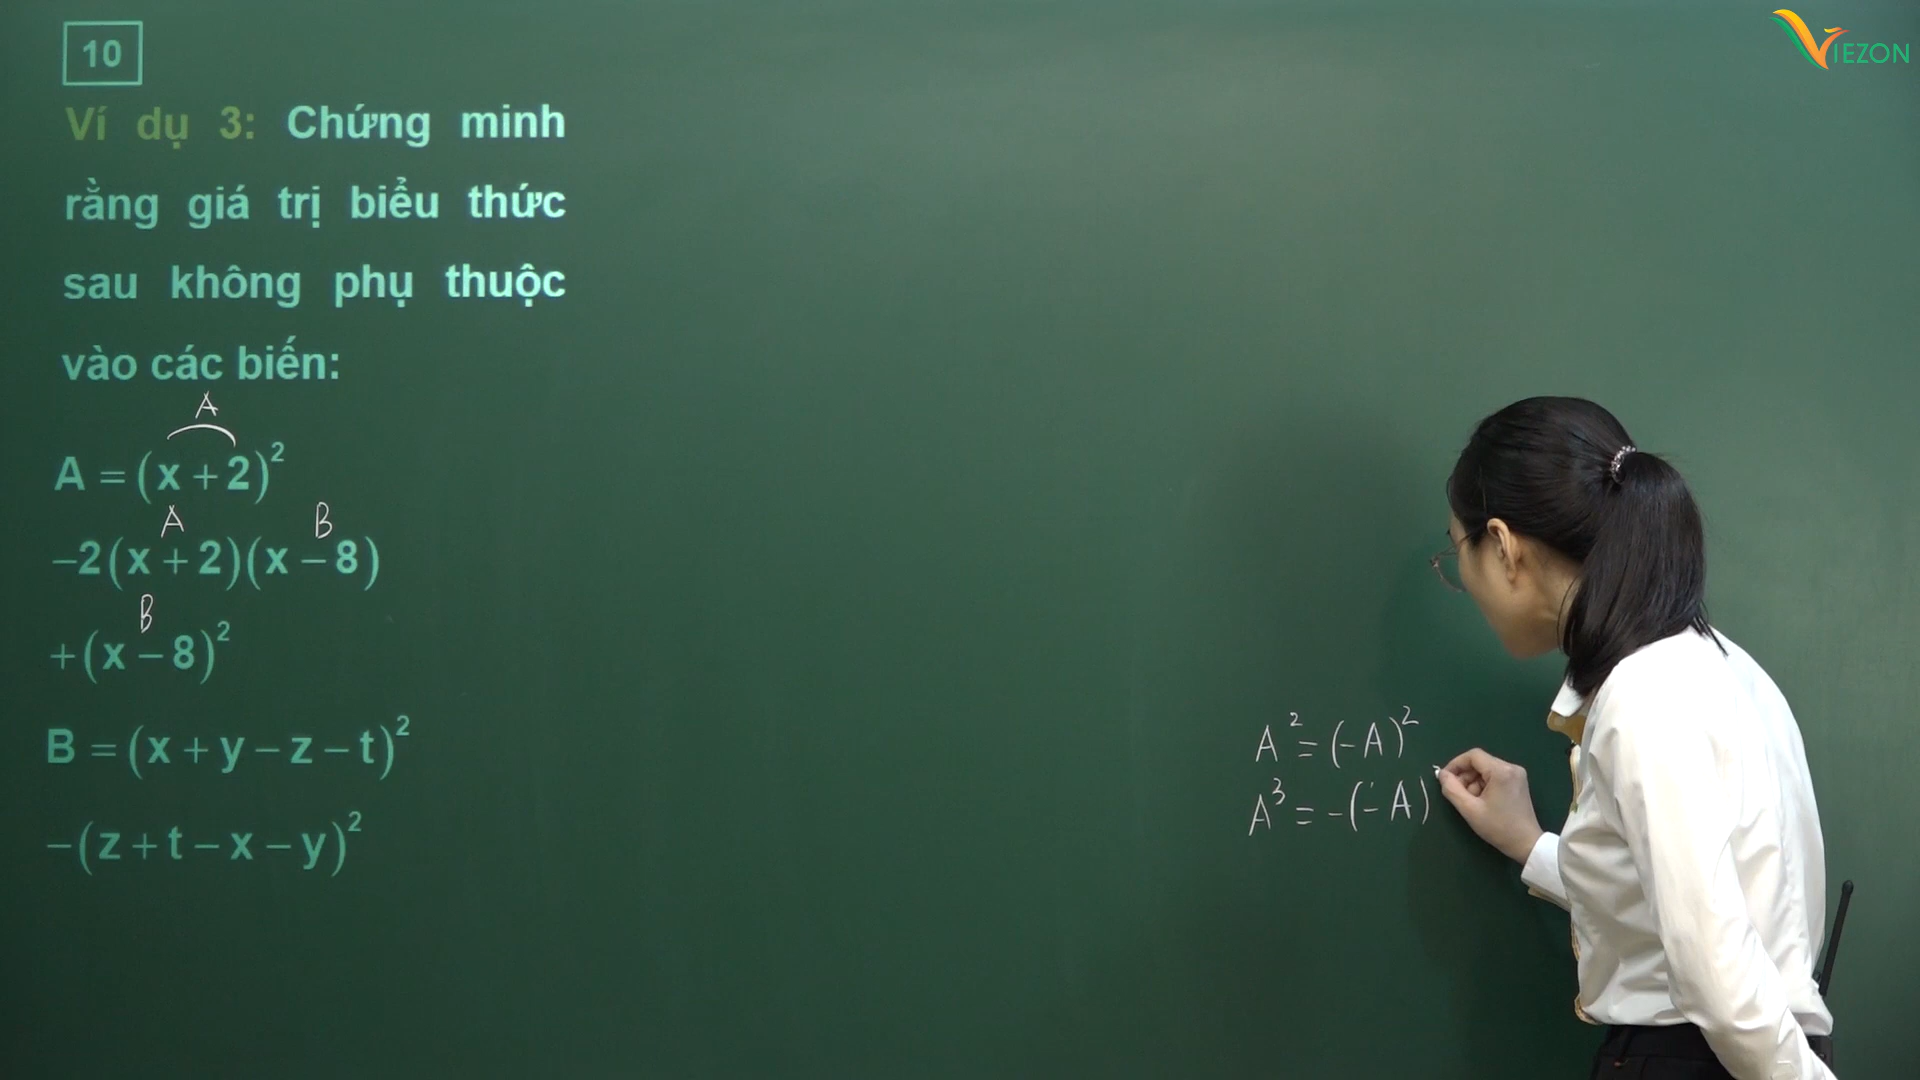 10
VIEZON
Ví dụ 3: Chứng minh
rằng giá trị biểu thức
sau không phụ thuộc
vào các biến:
A
A = (x + 2)²
A B
−2(x + 2)(x − 8)
B
+(x − 8)²
B = (x + y − z − t)²
−(z + t − x − y)²
A² = (−A)²
A³ = −(−A)